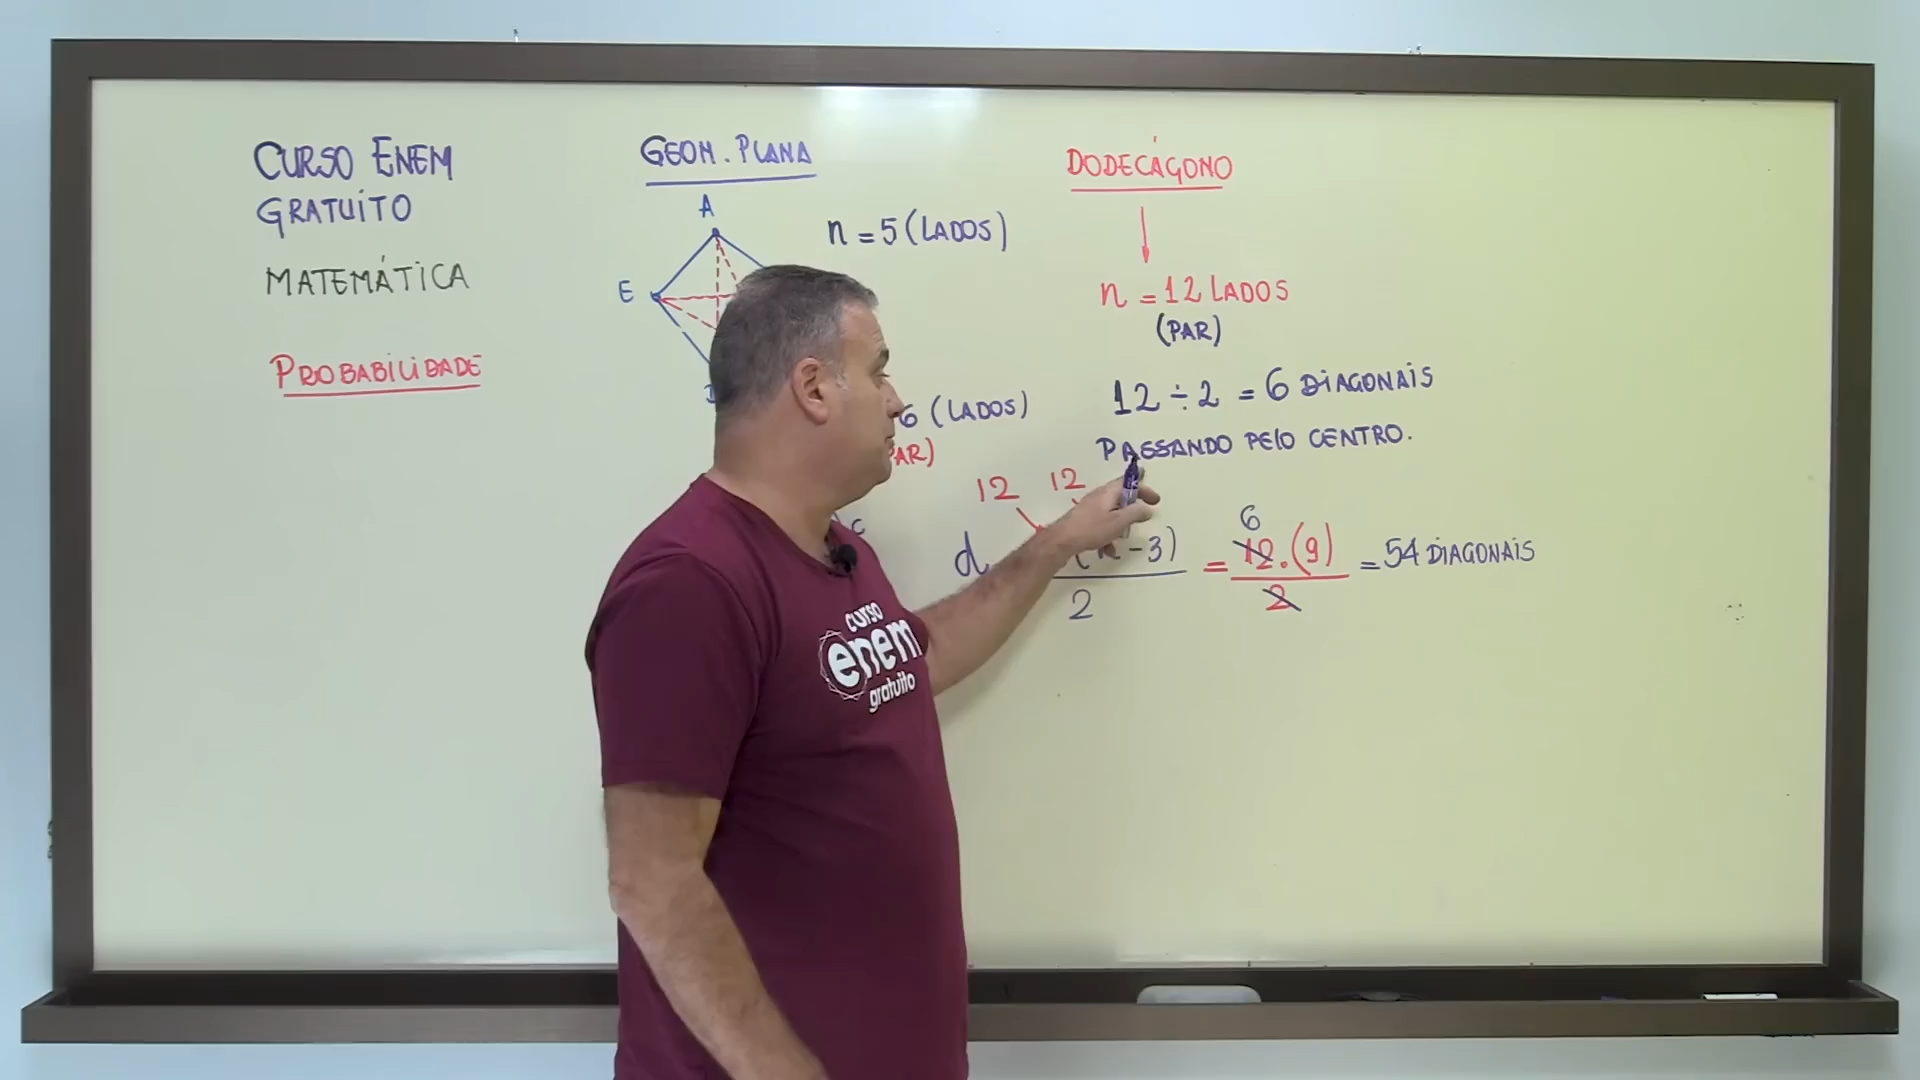 CURSO ENEM
GRATUITO
MATEMÁTICA
PROBABILIDADE
GEOM. PLANA
A
E
n = 5 (LADOS)
6 (LADOS)
C
DODECÁGONO
n = 12 LADOS
(PAR)
12 ÷ 2 = 6 DIAGONAIS
PASSANDO PELO CENTRO.
12 12
d (n - 3) = 12 . (9) = 54 DIAGONAIS
6
2 2
curso
enem
gratuito